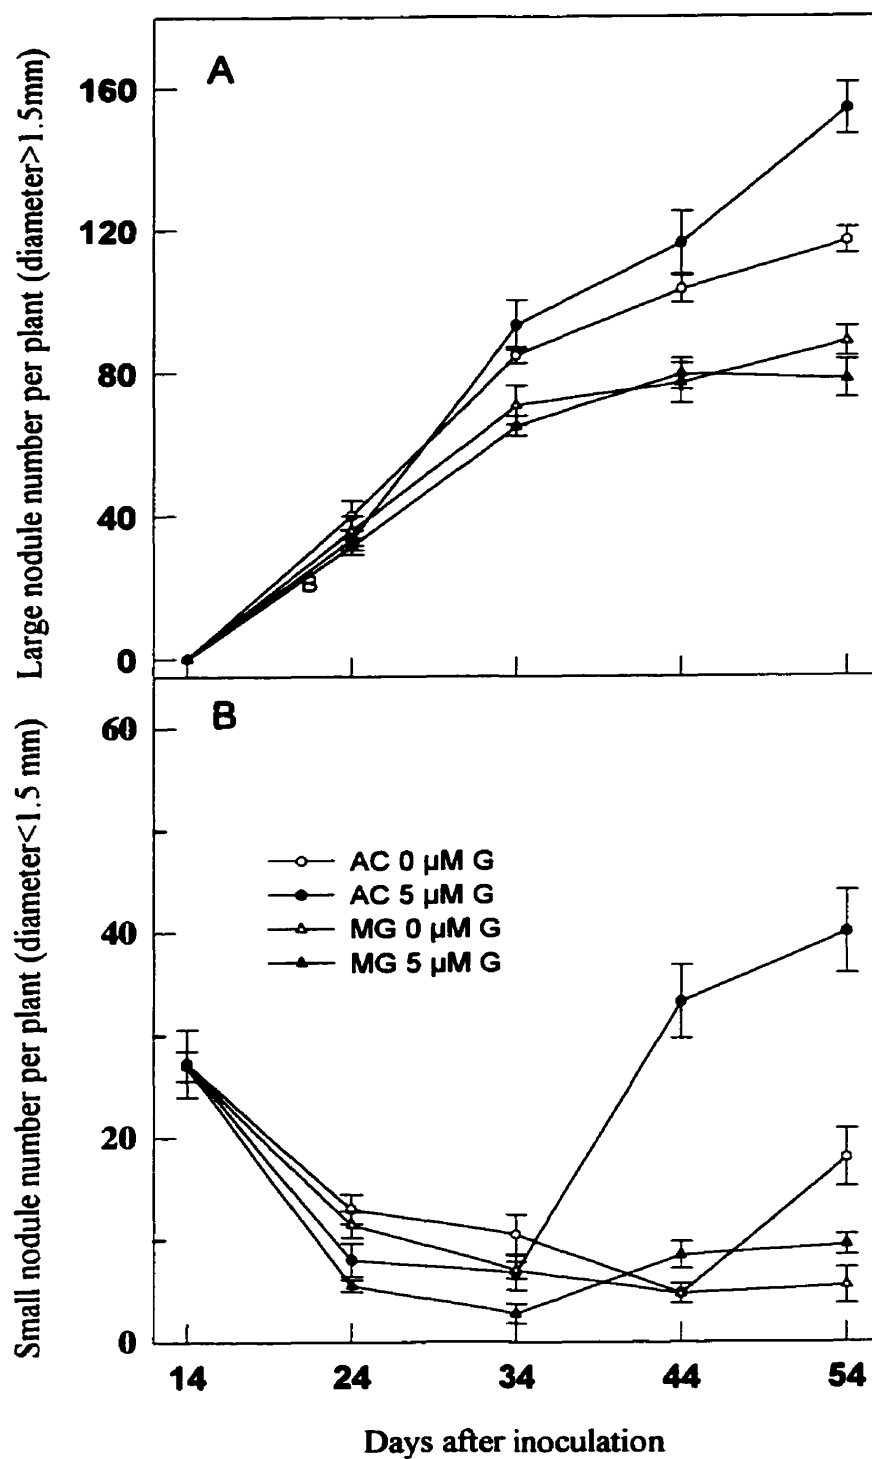 A
Large nodule number per plant (diameter>1.5mm)
160
120
80
40
0
B
B
Small nodule number per plant (diameter<1.5 mm)
60
40
20
0
AC 0 µM G
AC 5 µM G
MG 0 µM G
MG 5 µM G
14 24 34 44 54
Days after inoculation